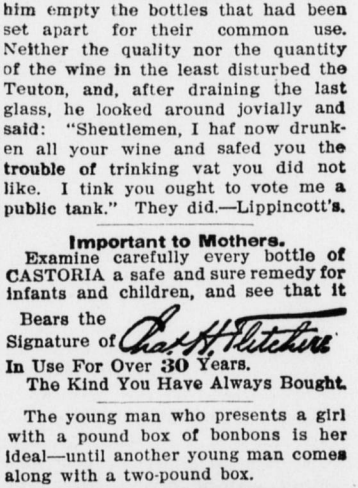 him empty the bottles that had been
set apart for their common use.
Neither the quality nor the quantity
of the wine in the least disturbed the
Teuton, and, after draining the last
glass, he looked around jovially and
said: "Shentlemen, I haf now drunk-
en all your wine and safed you the
trouble of trinking vat you did not
like. I tink you ought to vote me a
public tank." They did.—Lippincott's.
Important to Mothers.
Examine carefully every bottle of
CASTORIA a safe and sure remedy for
infants and children, and see that it
Bears the
Signature of Chas. H. Fletcher.
In Use For Over 30 Years.
The Kind You Have Always Bought.
The young man who presents a girl
with a pound box of bonbons is her
ideal—until another young man comes
along with a two-pound box.